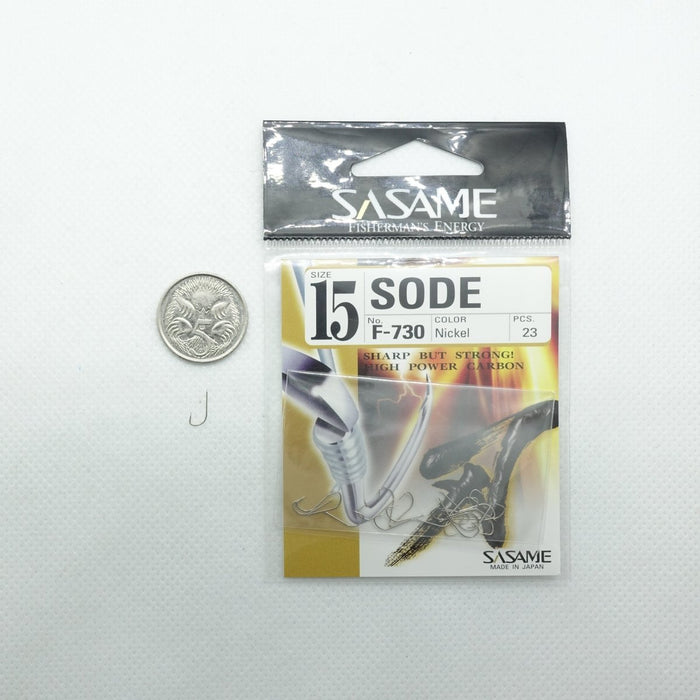 SASAME
FISHERMAN'S ENERGY
SIZE
15
SODE
No.
F-730
COLOR
Nickel
PCS.
23
SHARP BUT STRONG!
HIGH POWER CARBON
SASAME
MADE IN JAPAN
5